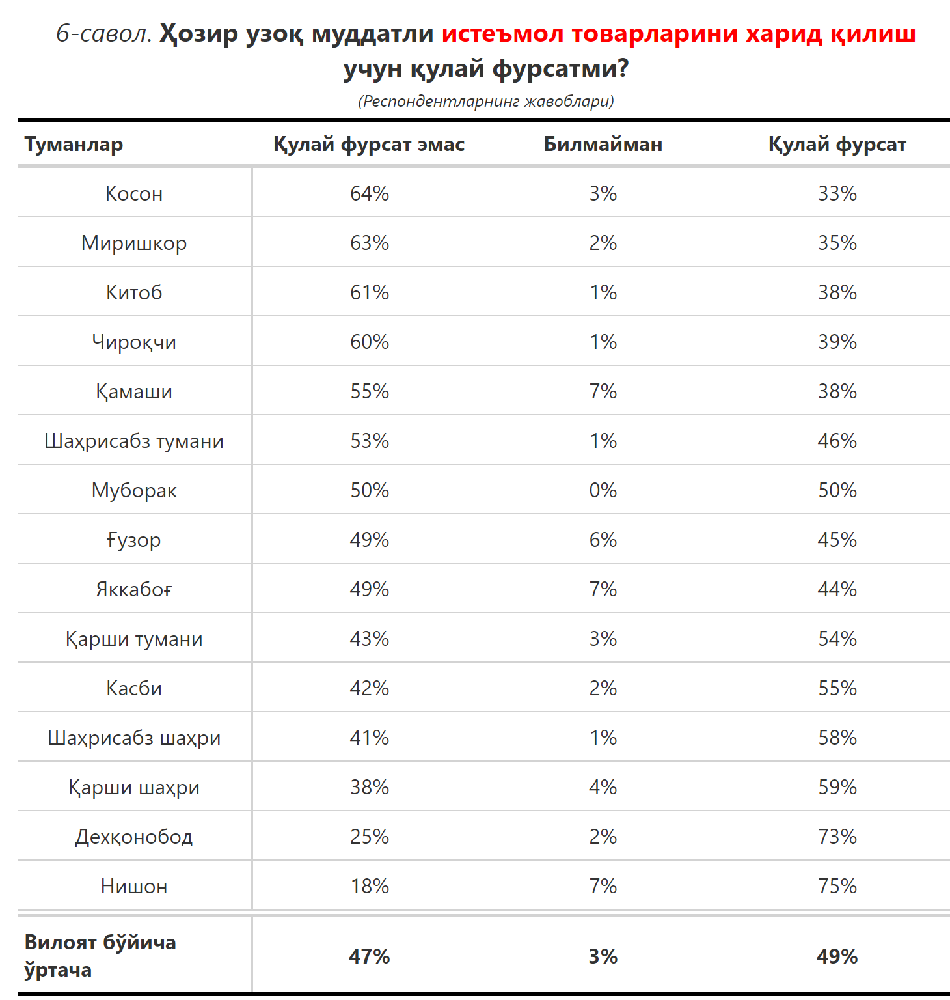 6-савол. Ҳозир узоқ муддатли истеъмол товарларини харид қилиш
учун қулай фурсатми?
(Респондентларнинг жавоблари)
Туманлар Қулай фурсат эмас Билмайман Қулай фурсат
Косон 64% 3% 33%
Миришкор 63% 2% 35%
Китоб 61% 1% 38%
Чироқчи 60% 1% 39%
Қамаши 55% 7% 38%
Шаҳрисабз тумани 53% 1% 46%
Муборак 50% 0% 50%
Ғузор 49% 6% 45%
Яккабоғ 49% 7% 44%
Қарши тумани 43% 3% 54%
Касби 42% 2% 55%
Шаҳрисабз шаҳри 41% 1% 58%
Қарши шаҳри 38% 4% 59%
Дехқонобод 25% 2% 73%
Нишон 18% 7% 75%
Вилоят бўйича
ўртача 47% 3% 49%